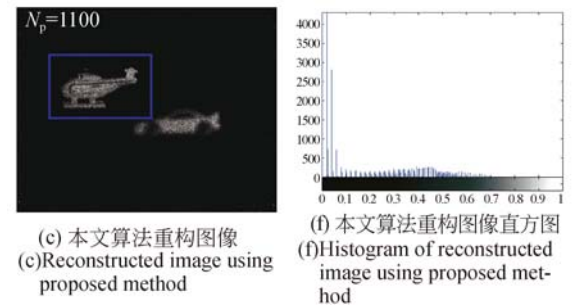 Nₚ=1100
(c) 本文算法重构图像
(c)Reconstructed image using
proposed method
4000
3500
3000
2500
2000
1500
1000
500
0
0 0.1 0.2 0.3 0.4 0.5 0.6 0.7 0.8 0.9 1
(f) 本文算法重构图像直方图
(f)Histogram of reconstructed
image using proposed met-
hod